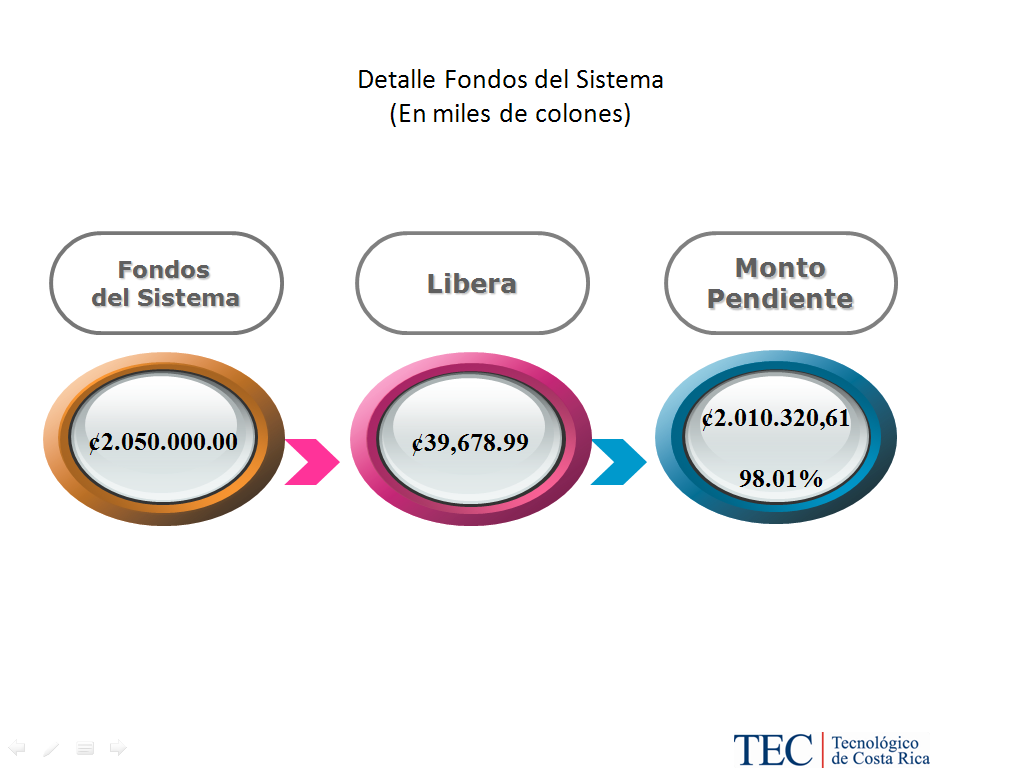 Detalle Fondos del Sistema
(En miles de colones)
Fondos
del Sistema
Libera
Monto
Pendiente
¢2.050.000.00
¢39,678.99
¢2.010.320,61
98.01%
TEC
Tecnológico
de Costa Rica